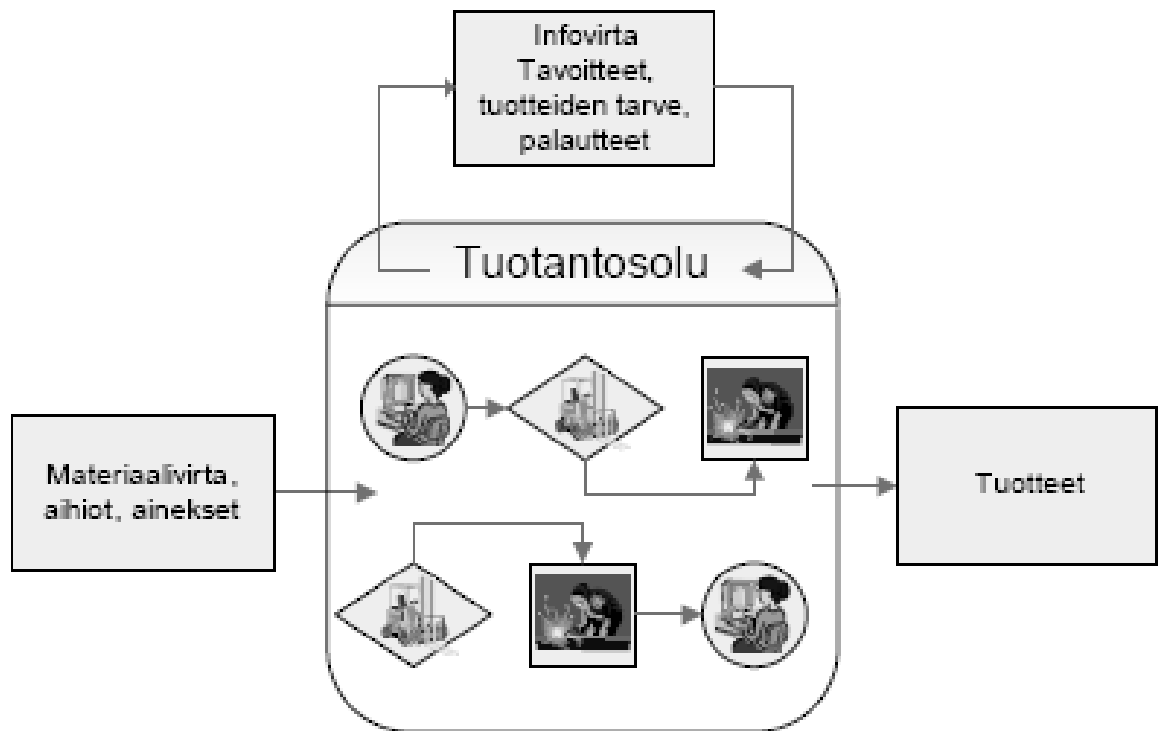 Infovirta
Tavoitteet,
tuotteiden tarve,
palautteet
Tuotantosolu
Materiaalivirta,
aihiot, ainekset
Tuotteet